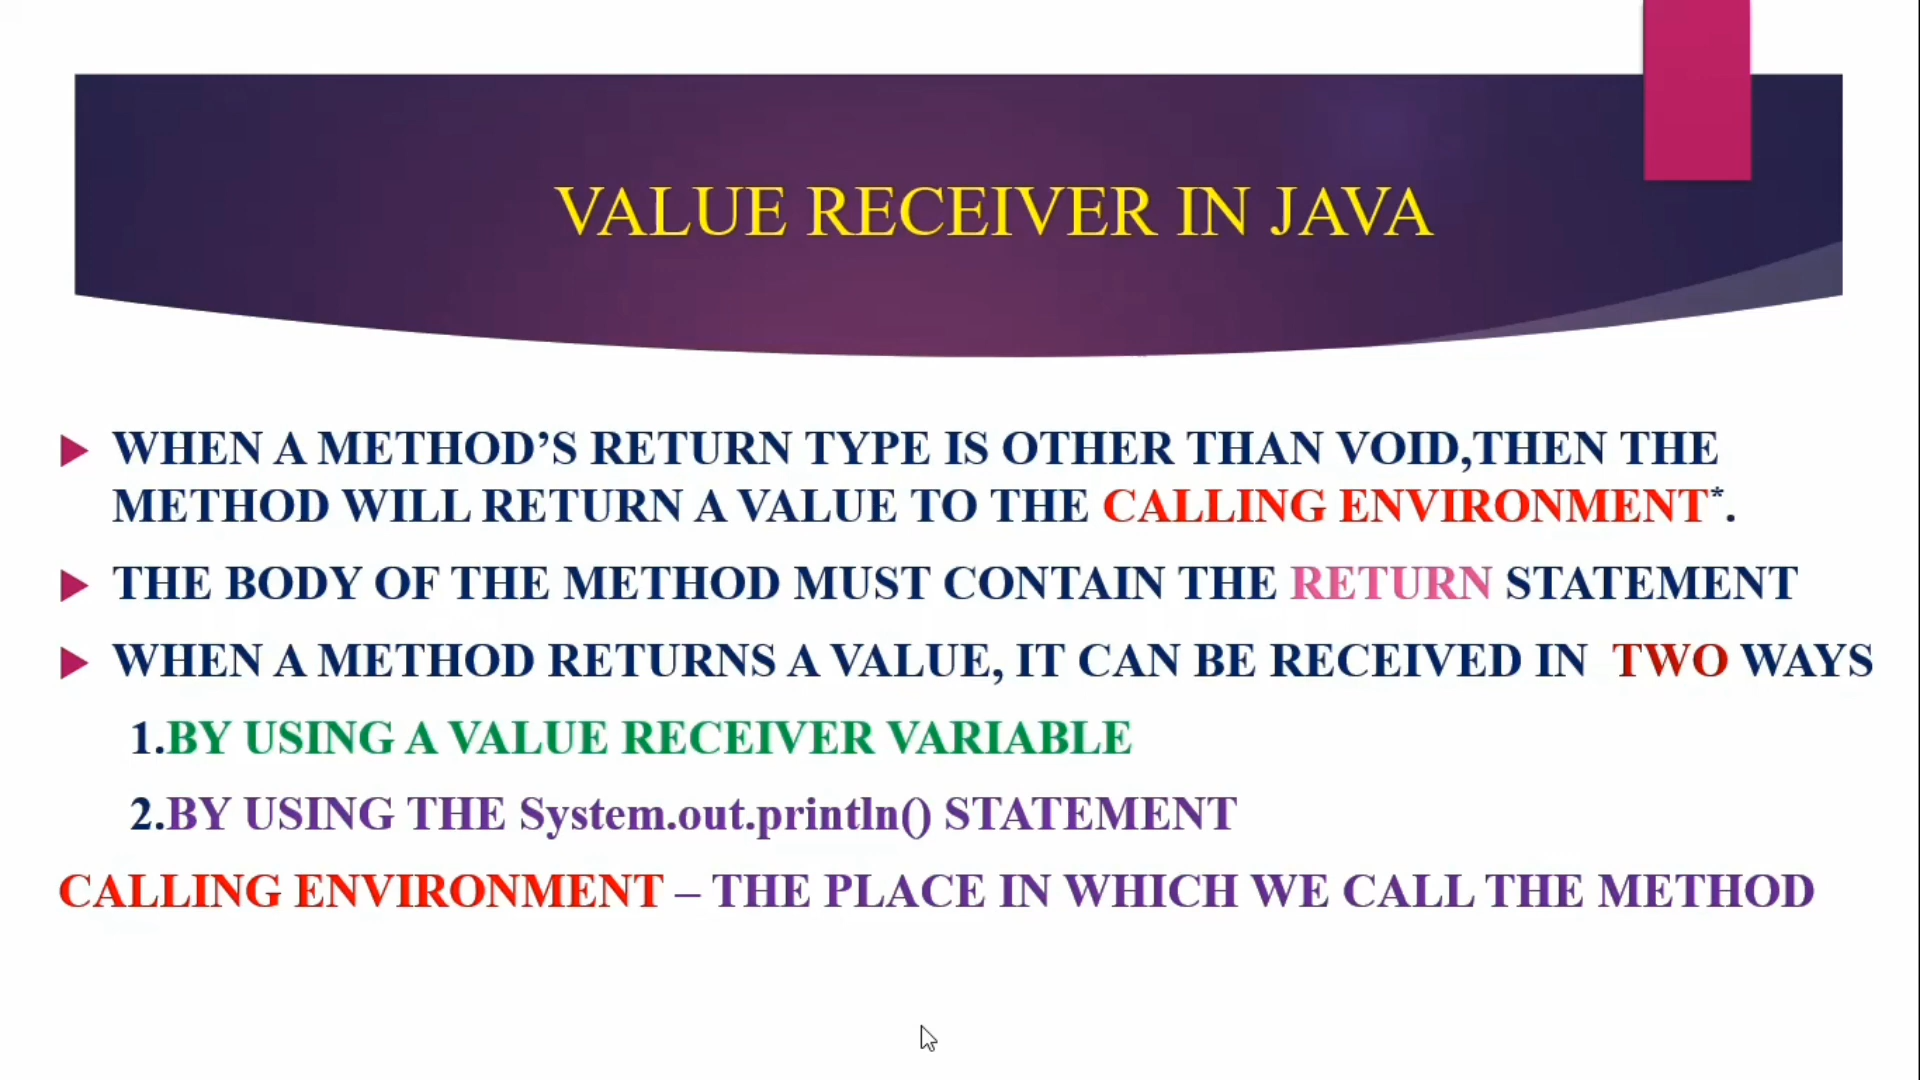 VALUE RECEIVER IN JAVA
WHEN A METHOD’S RETURN TYPE IS OTHER THAN VOID,THEN THE
METHOD WILL RETURN A VALUE TO THE CALLING ENVIRONMENT*.
THE BODY OF THE METHOD MUST CONTAIN THE RETURN STATEMENT
WHEN A METHOD RETURNS A VALUE, IT CAN BE RECEIVED IN TWO WAYS
1.BY USING A VALUE RECEIVER VARIABLE
2.BY USING THE System.out.println() STATEMENT
CALLING ENVIRONMENT – THE PLACE IN WHICH WE CALL THE METHOD